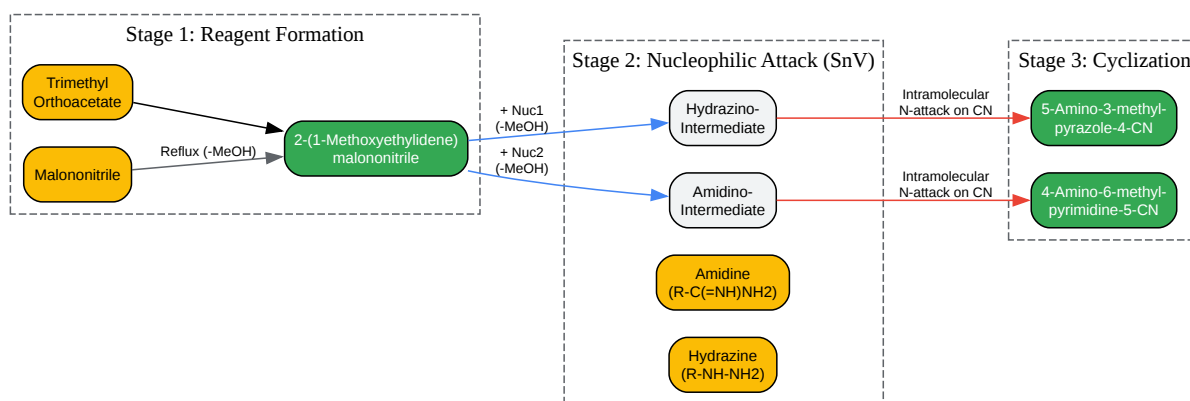 Stage 1: Reagent Formation
Trimethyl
Orthoacetate
Malononitrile
Reflux (-MeOH)
2-(1-Methoxyethylidene)
malononitrile
+ Nuc1
(-MeOH)
+ Nuc2
(-MeOH)
Stage 2: Nucleophilic Attack (SnV)
Hydrazino-
Intermediate
Amidino-
Intermediate
Amidine
(R-C(=NH)NH2)
Hydrazine
(R-NH-NH2)
Intramolecular
N-attack on CN
Intramolecular
N-attack on CN
Stage 3: Cyclization
5-Amino-3-methyl-
pyrazole-4-CN
4-Amino-6-methyl-
pyrimidine-5-CN